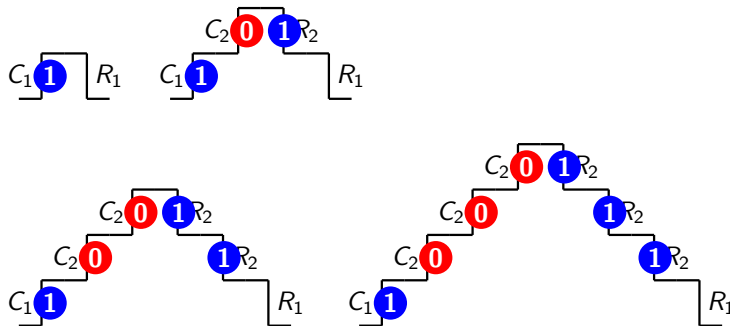 C₂ 0 1 R₂
C₁ 1 R₁ C₁ 1 R₁
C₂ 0 1 R₂
C₂ 0 1 R₂ C₂ 0 1 R₂
C₂ 0 1 R₂ C₂ 0 1 R₂
C₁ 1 R₁ C₁ 1 R₁